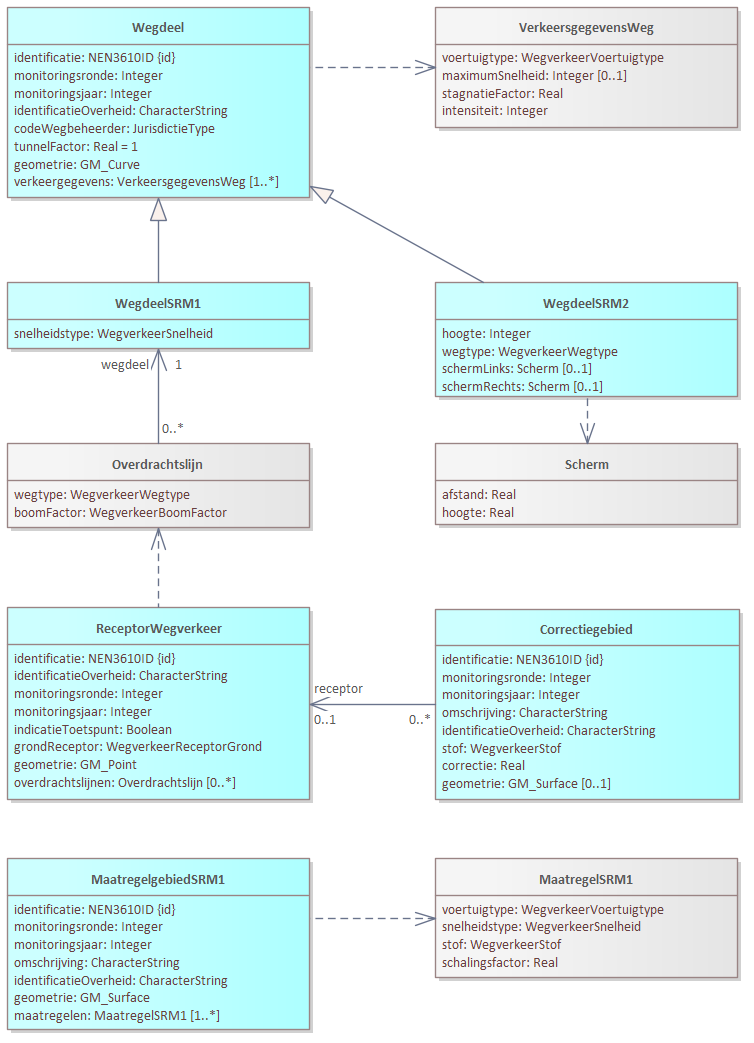 Wegdeel
identificatie: NEN3610ID {id}
monitoringsronde: Integer
monitoringsjaar: Integer
identificatieOverheid: CharacterString
codeWegbeheerder: JurisdictieType
tunnelFactor: Real = 1
geometrie: GM_Curve
verkeergegevens: VerkeersgegevensWeg [1..*]
VerkeersgegevensWeg
voertuigtype: WegverkeerVoertuigtype
maximumSnelheid: Integer [0..1]
stagnatieFactor: Real
intensiteit: Integer
WegdeelSRM1
snelheidstype: WegverkeerSnelheid
WegdeelSRM2
hoogte: Integer
wegtype: WegverkeerWegtype
schermLinks: Scherm [0..1]
schermRechts: Scherm [0..1]
wegdeel 1
0..*
Overdrachtslijn
wegtype: WegverkeerWegtype
boomFactor: WegverkeerBoomFactor
Scherm
afstand: Real
hoogte: Real
ReceptorWegverkeer
identificatie: NEN3610ID {id}
identificatieOverheid: CharacterString
monitoringsronde: Integer
monitoringsjaar: Integer
indicatieToetspunt: Boolean
grondReceptor: WegverkeerReceptorGrond
geometrie: GM_Point
overdrachtslijnen: Overdrachtslijn [0..*]
receptor
0..1 0..*
Correctiegebied
identificatie: NEN3610ID {id}
monitoringsronde: Integer
monitoringsjaar: Integer
omschrijving: CharacterString
identificatieOverheid: CharacterString
stof: WegverkeerStof
correctie: Real
geometrie: GM_Surface [0..1]
MaatregelgebiedSRM1
identificatie: NEN3610ID {id}
monitoringsronde: Integer
monitoringsjaar: Integer
omschrijving: CharacterString
identificatieOverheid: CharacterString
geometrie: GM_Surface
maatregelen: MaatregelSRM1 [1..*]
MaatregelSRM1
voertuigtype: WegverkeerVoertuigtype
snelheidstype: WegverkeerSnelheid
stof: WegverkeerStof
schalingsfactor: Real